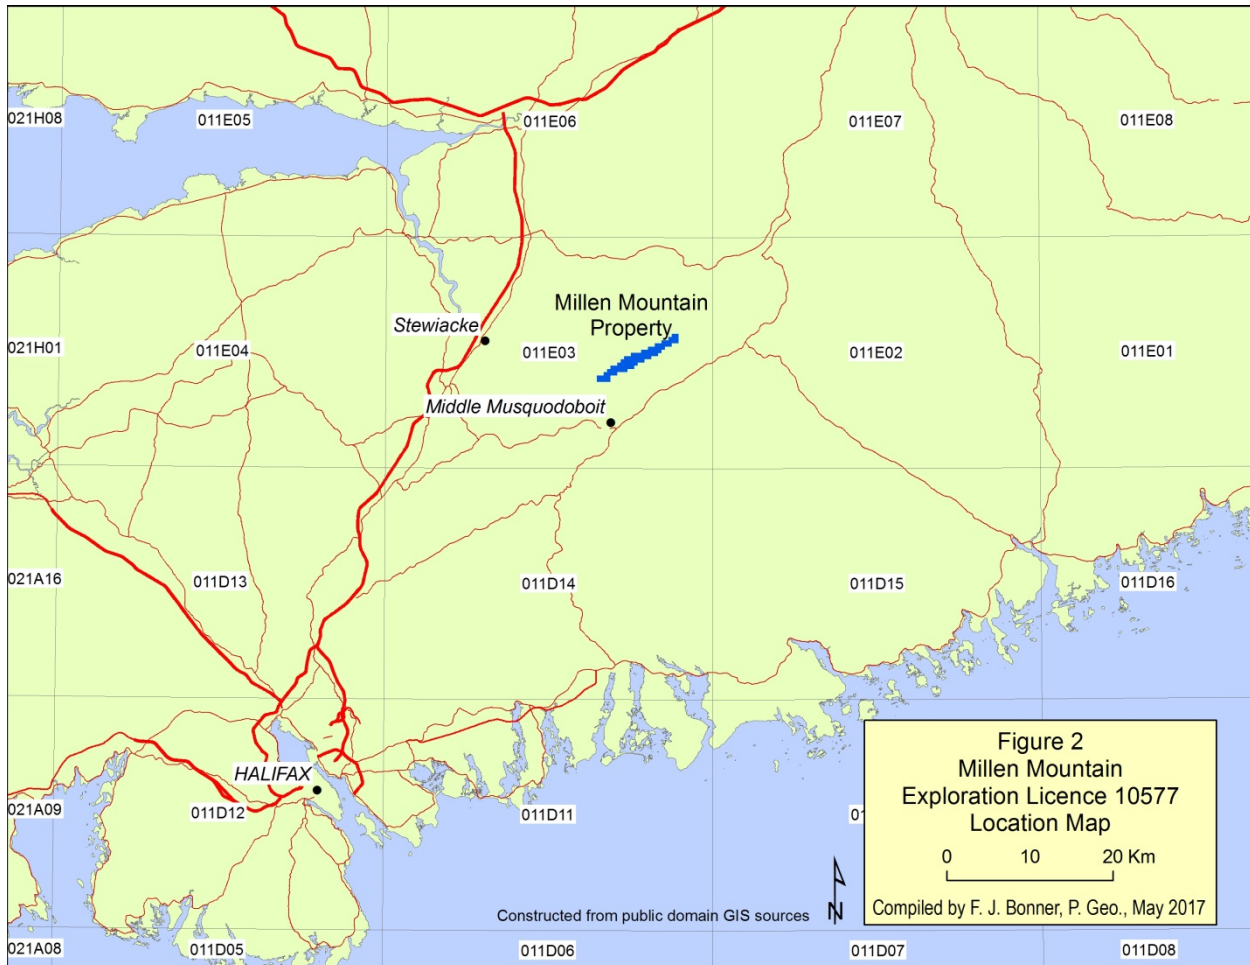 021H08
011E05
011E06
011E07
011E08
Millen Mountain
Property
Stewiacke
021H01
011E04
011E03
011E02
011E01
Middle Musquodoboit
021A16
011D13
011D14
011D15
011D16
HALIFAX
021A09
011D12
011D11
Figure 2
Millen Mountain
Exploration Licence 10577
Location Map
0 10 20 Km
Compiled by F. J. Bonner, P. Geo., May 2017
Constructed from public domain GIS sources
N
021A08
011D05
011D06
011D07
011D08